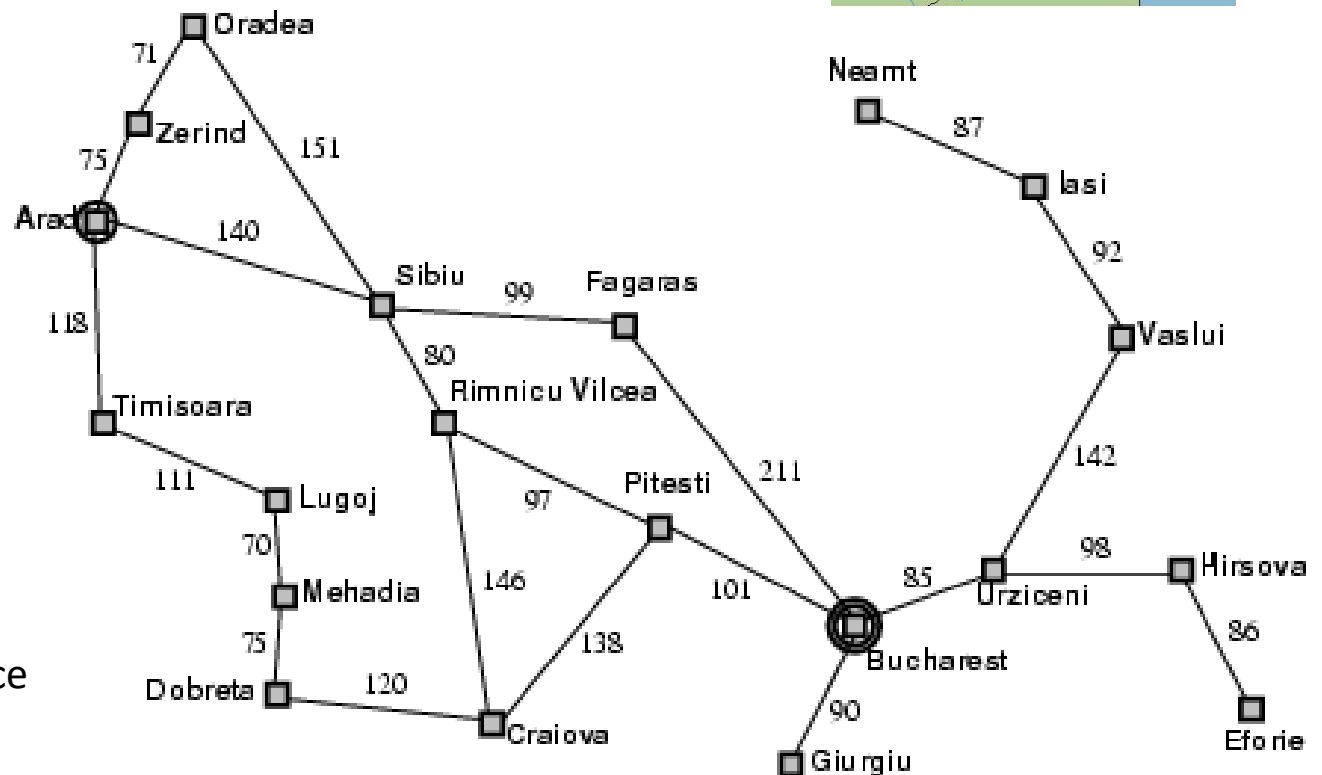 Oradea
71
Neamt
87
Zerind
151
75
Iasi
Arad
140
92
Sibiu
Fagaras
99
118
Vaslui
80
Rimnicu Vilcea
Timisoara
142
211
Pitesti
111
Lugoj
97
70
98
Hirsova
146
85
101
Mehadia
Urziceni
86
75
138
Bucharest
ce
Dobreta
120
90
Craiova
Eforie
Giurgiu